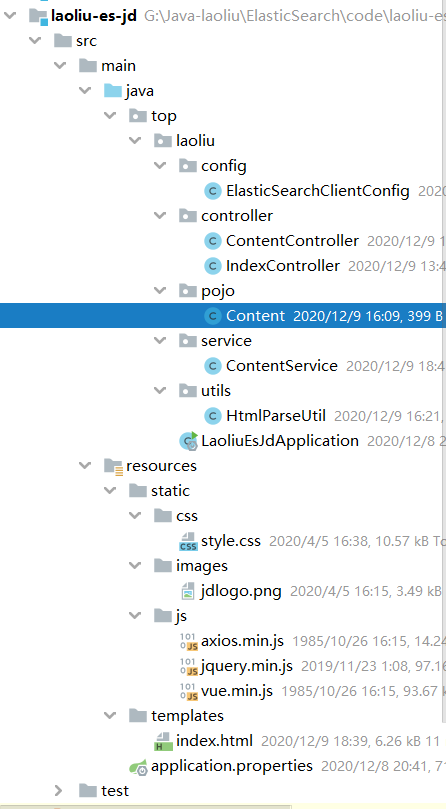 laoliu-es-jd G:\Java-laoliu\ElasticSearch\code\laoliu-es
src
main
java
top
laoliu
config
ElasticSearchClientConfig 202
controller
ContentController 2020/12/9 1
IndexController 2020/12/9 13:4
pojo
Content 2020/12/9 16:09, 399 B
service
ContentService 2020/12/9 18:4
utils
HtmlParseUtil 2020/12/9 16:21,
LaoliuEsJdApplication 2020/12/8 2
resources
static
css
style.css 2020/4/5 16:38, 10.57 kB To
images
jdlogo.png 2020/4/5 16:15, 3.49 kB
js
axios.min.js 1985/10/26 16:15, 14.24
jquery.min.js 2019/11/23 1:08, 97.16
vue.min.js 1985/10/26 16:15, 93.67 k
templates
index.html 2020/12/9 18:39, 6.26 kB 11
application.properties 2020/12/8 20:41, 71
test